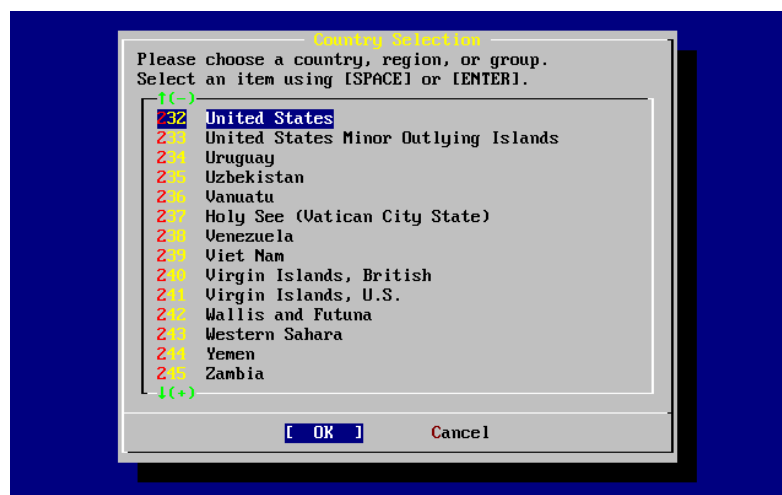 Country Selection
Please choose a country, region, or group.
Select an item using [SPACE] or [ENTER].
↑(-)
232 United States
233 United States Minor Outlying Islands
234 Uruguay
235 Uzbekistan
236 Vanuatu
237 Holy See (Vatican City State)
238 Venezuela
239 Viet Nam
240 Virgin Islands, British
241 Virgin Islands, U.S.
242 Wallis and Futuna
243 Western Sahara
244 Yemen
245 Zambia
↓(+)
[ OK ] Cancel